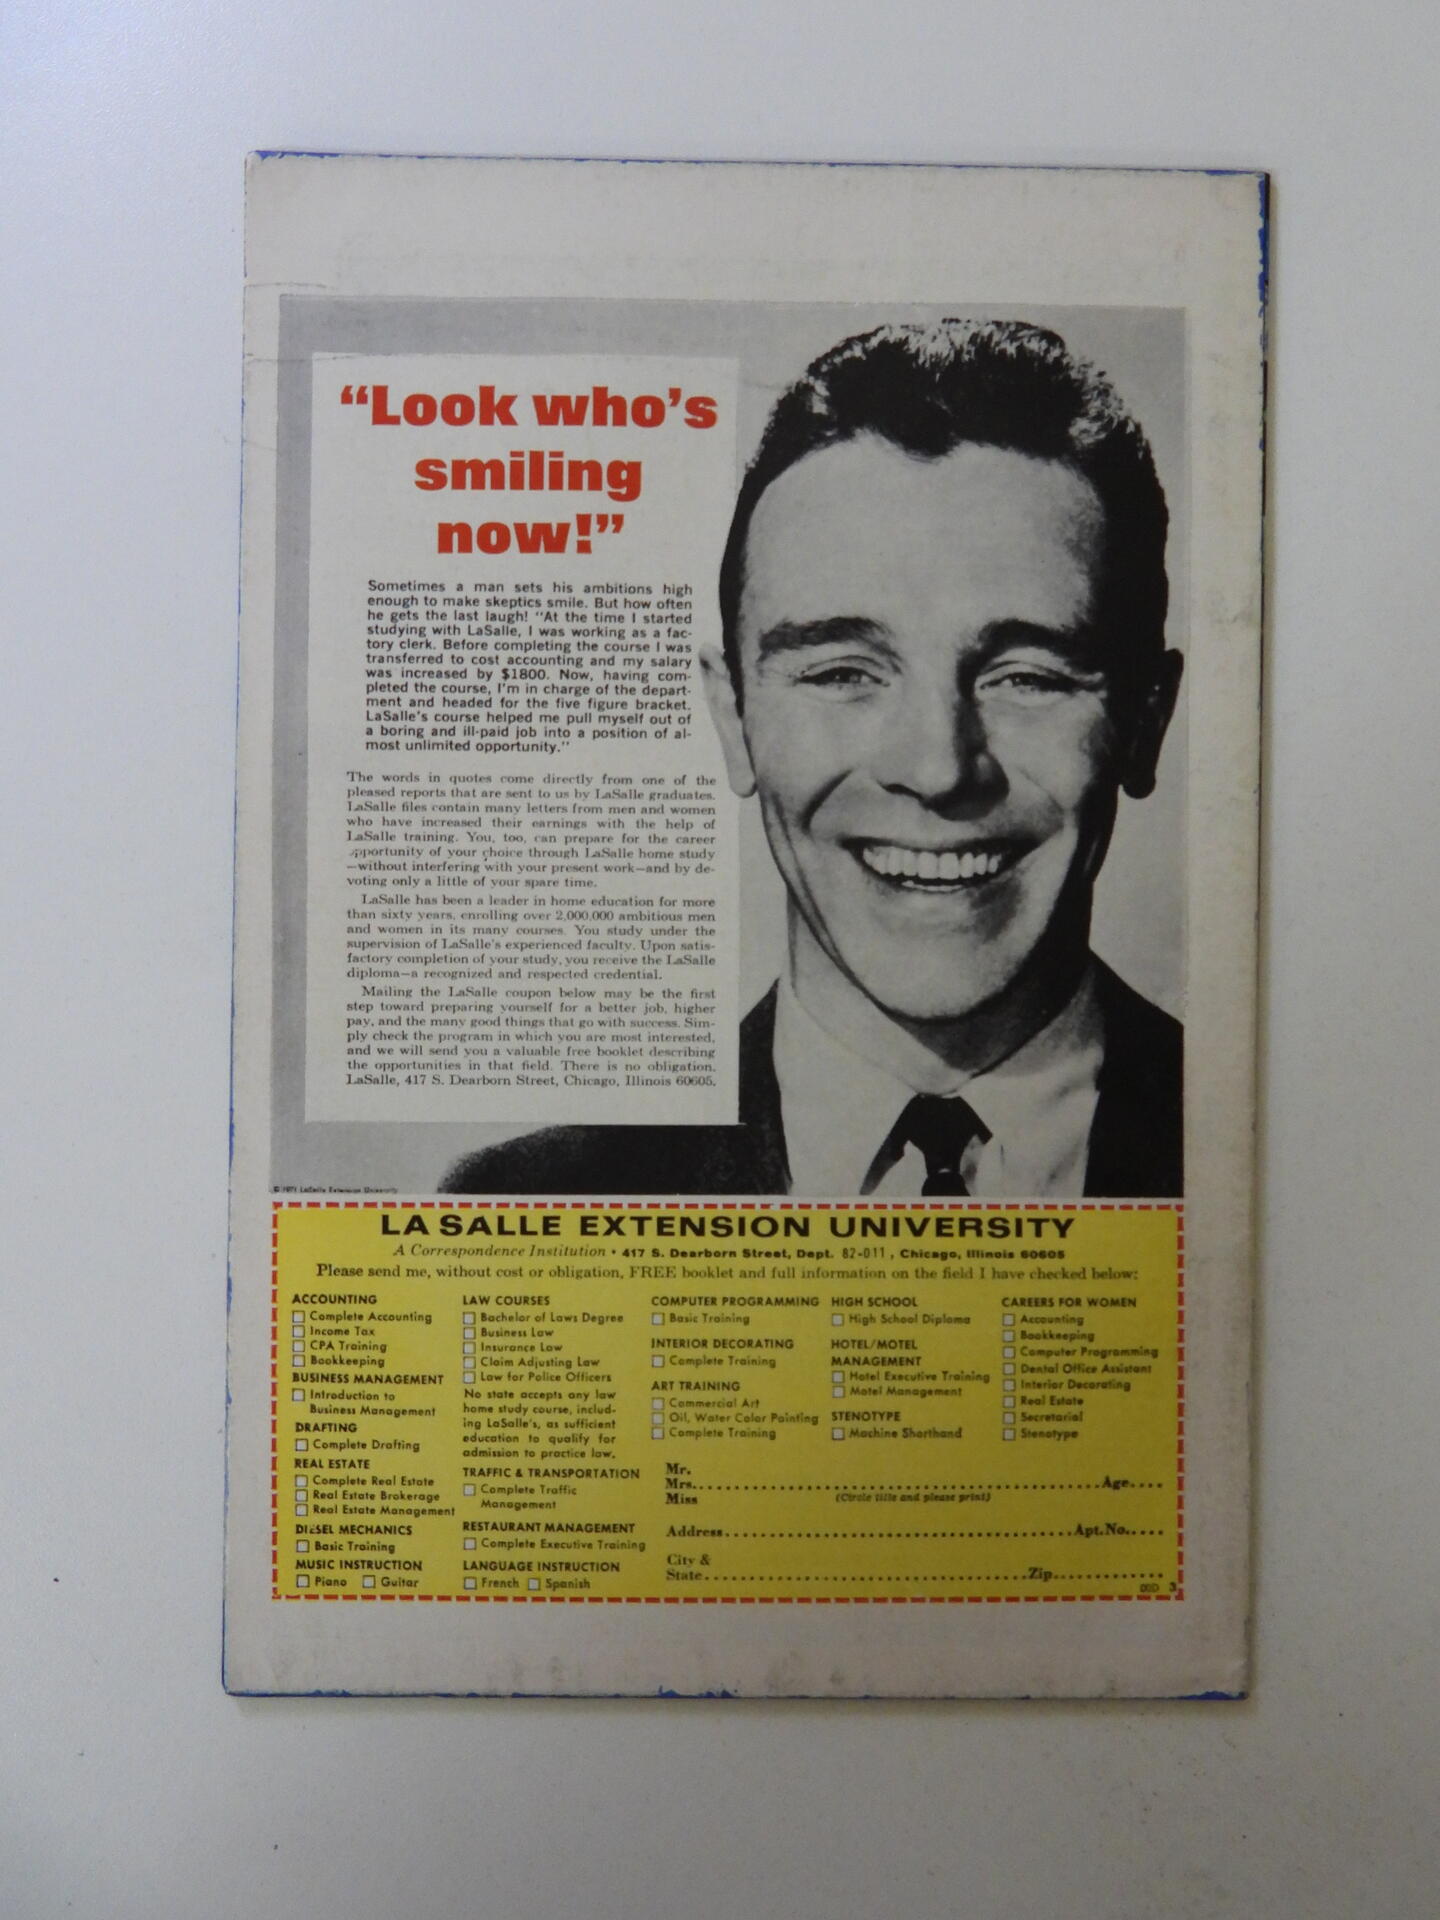 “Look who’s
smiling
now!”
Sometimes a man sets his ambitions high
enough to make skeptics smile. But how often
he gets the last laugh! “At the time I started
studying with LaSalle, I was working as a fac-
tory clerk. Before completing the course I was
transferred to cost accounting and my salary
was increased by $1800. Now, having com-
pleted the course, I’m in charge of the depart-
ment and headed for the five figure bracket.
LaSalle’s course helped me pull myself out of
a boring and ill-paid job into a position of al-
most unlimited opportunity.”
The words in quotes come directly from one of the
pleased reports that are sent to us by LaSalle graduates.
LaSalle files contain many letters from men and women
who have increased their earnings with the help of
LaSalle training. You, too, can prepare for the career
opportunity of your choice through LaSalle home study
—without interfering with your present work—and by de-
voting only a little of your spare time.
LaSalle has been a leader in home education for more
than sixty years, enrolling over 2,000,000 ambitious men
and women in its many courses. You study under the
supervision of LaSalle’s experienced faculty. Upon satis-
factory completion of your study, you receive the LaSalle
diploma—a recognized and respected credential.
Mailing the LaSalle coupon below may be the first
step toward preparing yourself for a better job, higher
pay, and the many good things that go with success. Sim-
ply check the program in which you are most interested,
and we will send you a valuable free booklet describing
the opportunities in that field. There is no obligation.
LaSalle, 417 S. Dearborn Street, Chicago, Illinois 60605.
© 1971 LaSalle Extension University
LA SALLE EXTENSION UNIVERSITY
A Correspondence Institution • 417 S. Dearborn Street, Dept. 82-011, Chicago, Illinois 60605
Please send me, without cost or obligation, FREE booklet and full information on the field I have checked below:
ACCOUNTING
Complete Accounting
Income Tax
CPA Training
Bookkeeping
BUSINESS MANAGEMENT
Introduction to
Business Management
DRAFTING
Complete Drafting
REAL ESTATE
Complete Real Estate
Real Estate Brokerage
Real Estate Management
DIESEL MECHANICS
Basic Training
MUSIC INSTRUCTION
Piano Guitar
LAW COURSES
Bachelor of Laws Degree
Business Law
Insurance Law
Claim Adjusting Law
Law for Police Officers
No state accepts any law
home study course, includ-
ing LaSalle’s, as sufficient
education to qualify for
admission to practice law.
TRAFFIC & TRANSPORTATION
Complete Traffic
Management
RESTAURANT MANAGEMENT
Complete Executive Training
LANGUAGE INSTRUCTION
French Spanish
COMPUTER PROGRAMMING
Basic Training
INTERIOR DECORATING
Complete Training
ART TRAINING
Commercial Art
Oil, Water Color Painting
Complete Training
HIGH SCHOOL
High School Diploma
HOTEL/MOTEL
MANAGEMENT
Hotel Executive Training
Motel Management
STENOTYPE
Machine Shorthand
CAREERS FOR WOMEN
Accounting
Bookkeeping
Computer Programming
Dental Office Assistant
Interior Decorating
Real Estate
Secretarial
Stenotype
Mr.
Mrs. Age
Miss (Circle title and please print)
Address Apt. No.
City &
State Zip
3